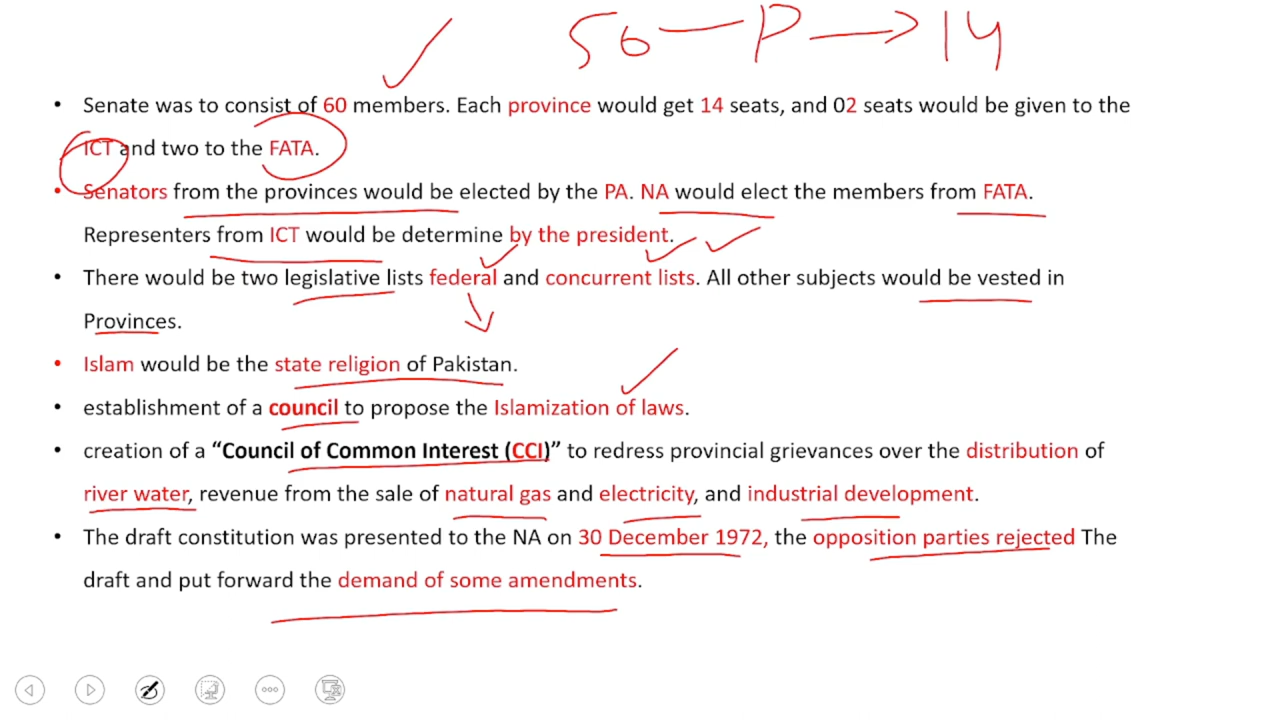 56 — P → 14
• Senate was to consist of 60 members. Each province would get 14 seats, and 02 seats would be given to the
ICT and two to the FATA.
• Senators from the provinces would be elected by the PA. NA would elect the members from FATA.
Representers from ICT would be determine by the president.
• There would be two legislative lists federal and concurrent lists. All other subjects would be vested in
Provinces.
• Islam would be the state religion of Pakistan.
• establishment of a council to propose the Islamization of laws.
• creation of a “Council of Common Interest (CCI)” to redress provincial grievances over the distribution of
river water, revenue from the sale of natural gas and electricity, and industrial development.
• The draft constitution was presented to the NA on 30 December 1972, the opposition parties rejected The
draft and put forward the demand of some amendments.